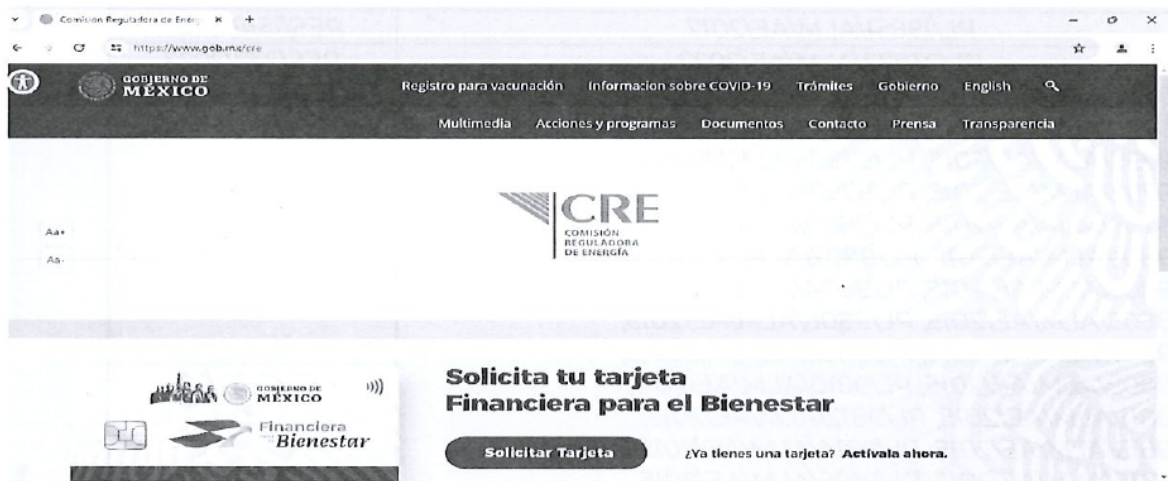 Comisión Reguladora de Energ
https://www.gob.mx/cre
GOBIERNO DE
MÉXICO
Registro para vacunación Informacion sobre COVID-19 Trámites Gobierno English
Multimedia Acciones y programas Documentos Contacto Prensa Transparencia
Aa+
Aa-
CRE
COMISIÓN
REGULADORA
DE ENERGÍA
GOBIERNO DE
MÉXICO
Financiera
Bienestar
Solicita tu tarjeta
Financiera para el Bienestar
Solicitar Tarjeta ¿Ya tienes una tarjeta? Actívala ahora.